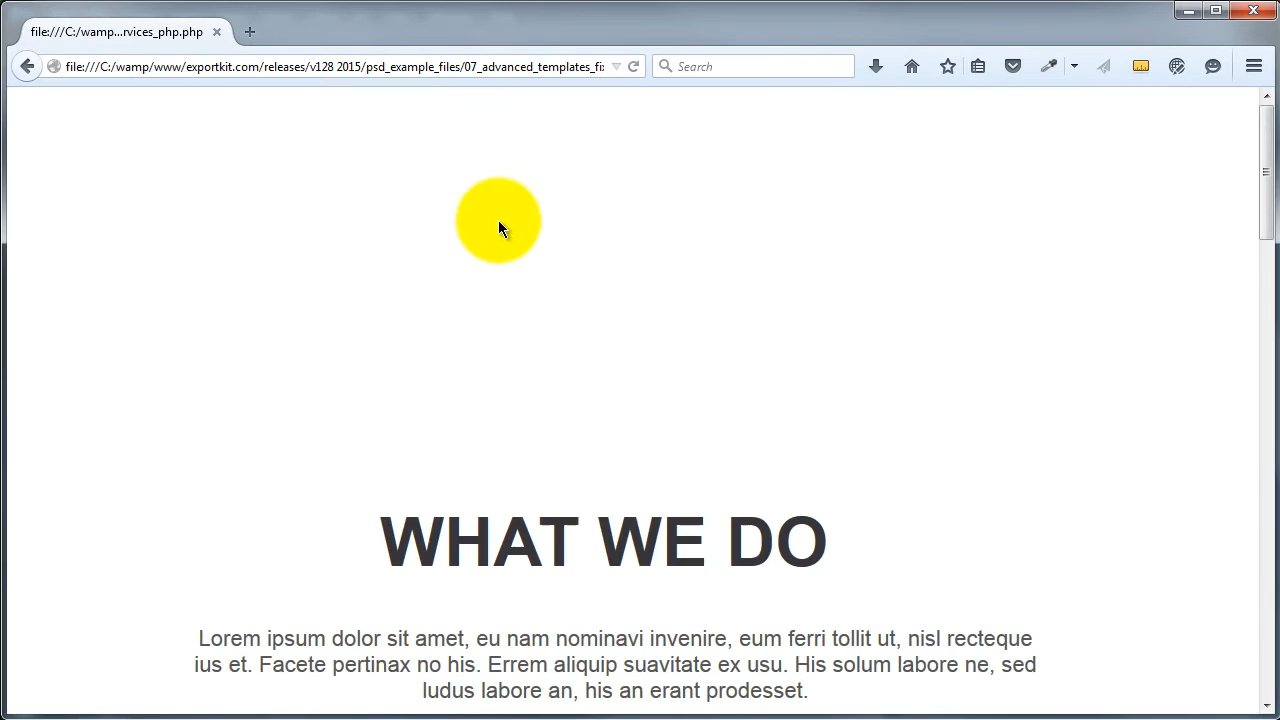 file:///C:/wamp...rvices_php.php
file:///C:/wamp/www/exportkit.com/releases/v128 2015/psd_example_files/07_advanced_templates_fi
Search
WHAT WE DO
Lorem ipsum dolor sit amet, eu nam nominavi invenire, eum ferri tollit ut, nisl recteque
ius et. Facete pertinax no his. Errem aliquip suavitate ex usu. His solum labore ne, sed
ludus labore an, his an erant prodesset.